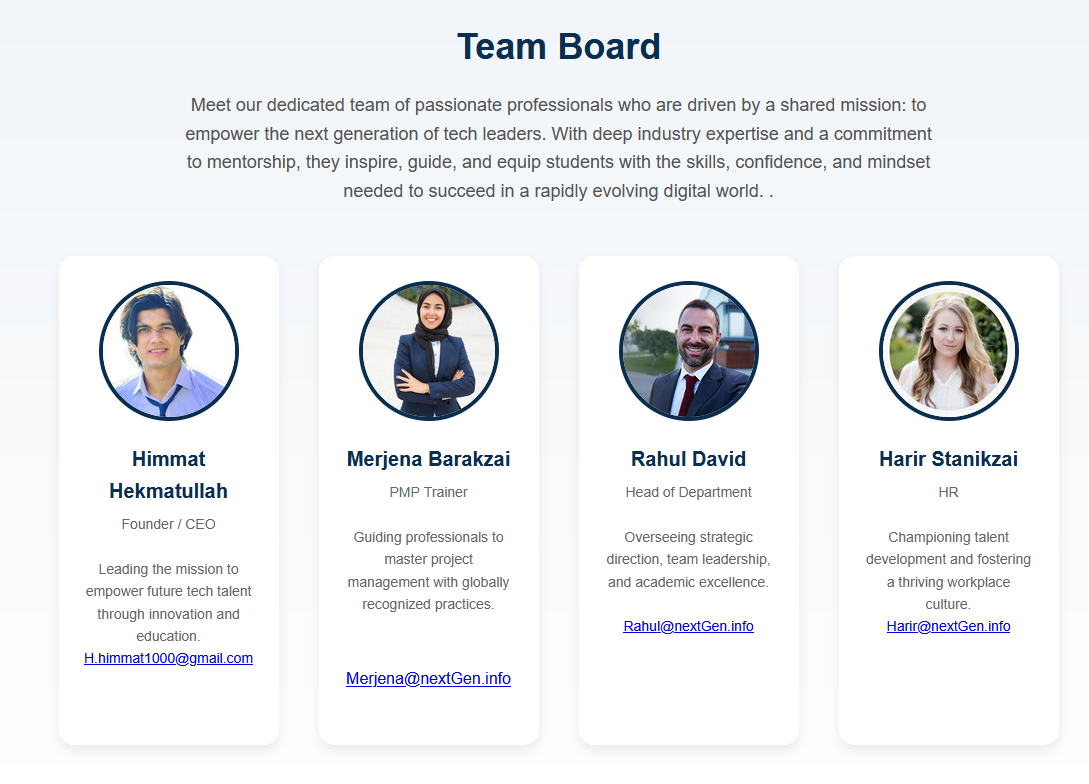 Team Board
Meet our dedicated team of passionate professionals who are driven by a shared mission: to
empower the next generation of tech leaders. With deep industry expertise and a commitment
to mentorship, they inspire, guide, and equip students with the skills, confidence, and mindset
needed to succeed in a rapidly evolving digital world. .
Himmat
Hekmatullah
Founder / CEO
Leading the mission to
empower future tech talent
through innovation and
education.
H.himmat1000@gmail.com
Merjena Barakzai
PMP Trainer
Guiding professionals to
master project
management with globally
recognized practices.
Merjena@nextGen.info
Rahul David
Head of Department
Overseeing strategic
direction, team leadership,
and academic excellence.
Rahul@nextGen.info
Harir Stanikzai
HR
Championing talent
development and fostering
a thriving workplace
culture.
Harir@nextGen.info